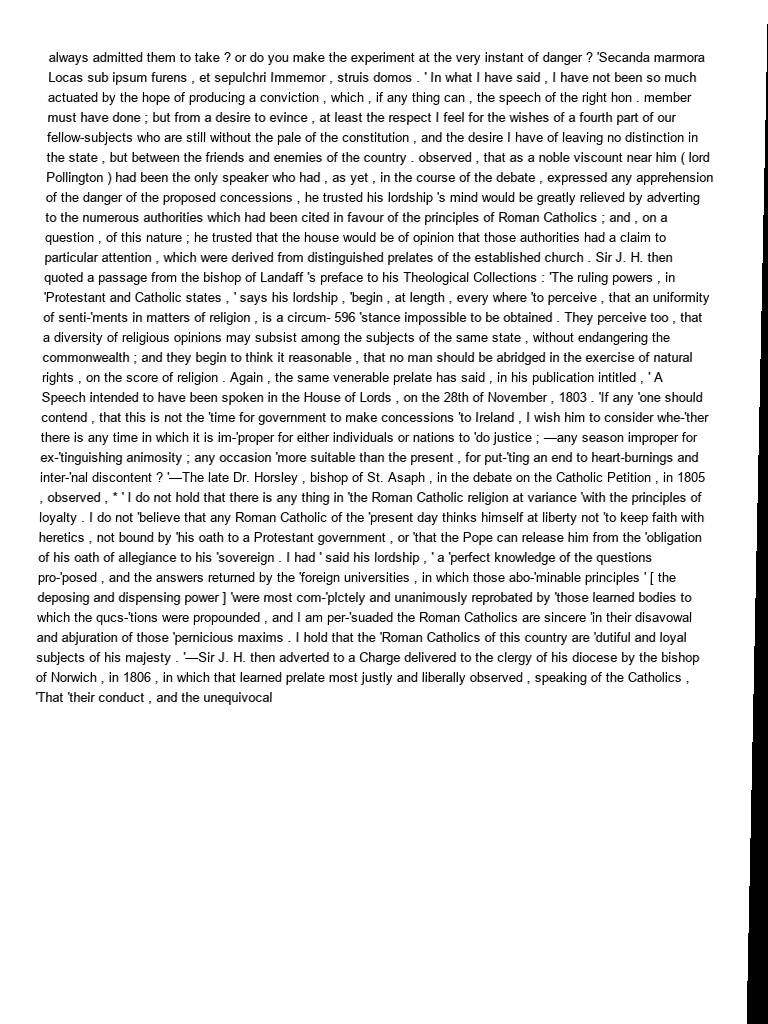 always admitted them to take ? or do you make the experiment at the very instant of danger ? 'Secanda marmora
Locas sub ipsum furens , et sepulchri Immemor , struis domos . ' In what I have said , I have not been so much
actuated by the hope of producing a conviction , which , if any thing can , the speech of the right hon . member
must have done ; but from a desire to evince , at least the respect I feel for the wishes of a fourth part of our
fellow-subjects who are still without the pale of the constitution , and the desire I have of leaving no distinction in
the state , but between the friends and enemies of the country . observed , that as a noble viscount near him ( lord
Pollington ) had been the only speaker who had , as yet , in the course of the debate , expressed any apprehension
of the danger of the proposed concessions , he trusted his lordship 's mind would be greatly relieved by adverting
to the numerous authorities which had been cited in favour of the principles of Roman Catholics ; and , on a
question , of this nature ; he trusted that the house would be of opinion that those authorities had a claim to
particular attention , which were derived from distinguished prelates of the established church . Sir J. H. then
quoted a passage from the bishop of Landaff 's preface to his Theological Collections : 'The ruling powers , in
'Protestant and Catholic states , ' says his lordship , 'begin , at length , every where 'to perceive , that an uniformity
of senti-'ments in matters of religion , is a circum- 596 'stance impossible to be obtained . They perceive too , that
a diversity of religious opinions may subsist among the subjects of the same state , without endangering the
commonwealth ; and they begin to think it reasonable , that no man should be abridged in the exercise of natural
rights , on the score of religion . Again , the same venerable prelate has said , in his publication intitled , ' A
Speech intended to have been spoken in the House of Lords , on the 28th of November , 1803 . 'If any 'one should
contend , that this is not the 'time for government to make concessions 'to Ireland , I wish him to consider whe-'ther
there is any time in which it is im-'proper for either individuals or nations to 'do justice ; —any season improper for
ex-'tinguishing animosity ; any occasion 'more suitable than the present , for put-'ting an end to heart-burnings and
inter-'nal discontent ? '—The late Dr. Horsley , bishop of St. Asaph , in the debate on the Catholic Petition , in 1805
, observed , * ' I do not hold that there is any thing in 'the Roman Catholic religion at variance 'with the principles of
loyalty . I do not 'believe that any Roman Catholic of the 'present day thinks himself at liberty not 'to keep faith with
heretics , not bound by 'his oath to a Protestant government , or 'that the Pope can release him from the 'obligation
of his oath of allegiance to his 'sovereign . I had ' said his lordship , ' a 'perfect knowledge of the questions
pro-'posed , and the answers returned by the 'foreign universities , in which those abo-'minable principles ' [ the
deposing and dispensing power ] 'were most com-'plctely and unanimously reprobated by 'those learned bodies to
which the qucs-'tions were propounded , and I am per-'suaded the Roman Catholics are sincere 'in their disavowal
and abjuration of those 'pernicious maxims . I hold that the 'Roman Catholics of this country are 'dutiful and loyal
subjects of his majesty . '—Sir J. H. then adverted to a Charge delivered to the clergy of his diocese by the bishop
of Norwich , in 1806 , in which that learned prelate most justly and liberally observed , speaking of the Catholics ,
'That 'their conduct , and the unequivocal